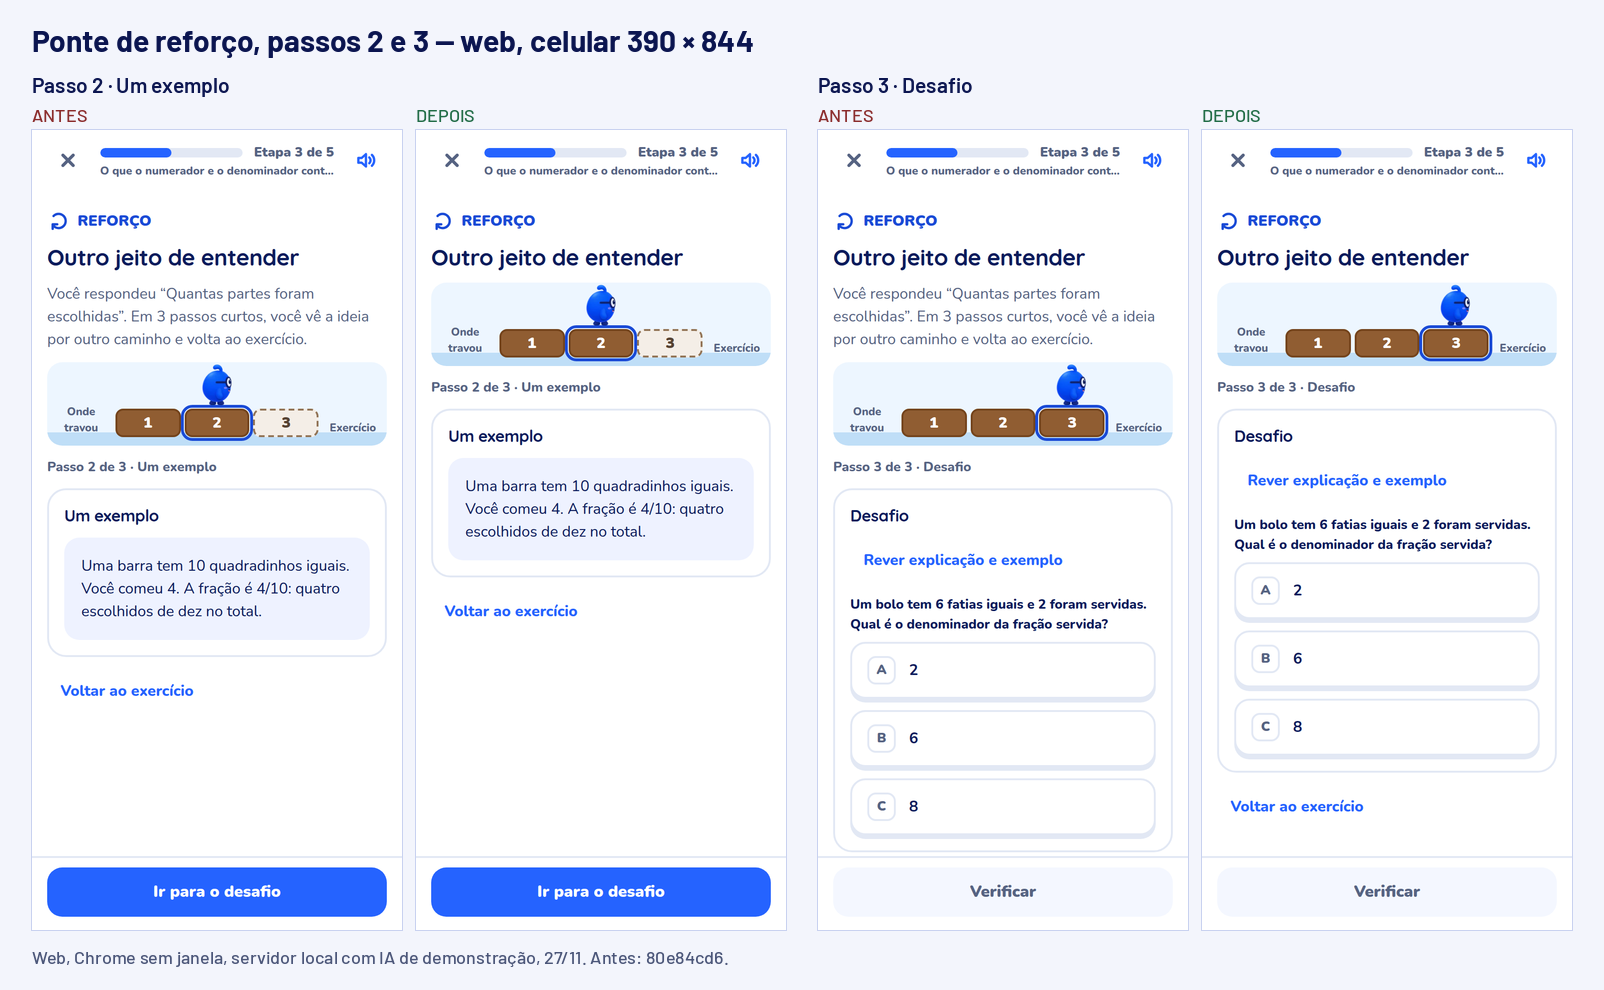 Ponte de reforço, passos 2 e 3 — web, celular 390 × 844
Passo 2 · Um exemplo
ANTES
Etapa 3 de 5
O que o numerador e o denominador cont...
REFORÇO
Outro jeito de entender
Você respondeu “Quantas partes foram
escolhidas”. Em 3 passos curtos, você vê a ideia
por outro caminho e volta ao exercício.
Onde
travou
1
2
3
Exercício
Passo 2 de 3 · Um exemplo
Um exemplo
Uma barra tem 10 quadradinhos iguais.
Você comeu 4. A fração é 4/10: quatro
escolhidos de dez no total.
Voltar ao exercício
Ir para o desafio
DEPOIS
Etapa 3 de 5
O que o numerador e o denominador cont...
REFORÇO
Outro jeito de entender
Onde
travou
1
2
3
Exercício
Passo 2 de 3 · Um exemplo
Um exemplo
Uma barra tem 10 quadradinhos iguais.
Você comeu 4. A fração é 4/10: quatro
escolhidos de dez no total.
Voltar ao exercício
Ir para o desafio
Passo 3 · Desafio
ANTES
Etapa 3 de 5
O que o numerador e o denominador cont...
REFORÇO
Outro jeito de entender
Você respondeu “Quantas partes foram
escolhidas”. Em 3 passos curtos, você vê a ideia
por outro caminho e volta ao exercício.
Onde
travou
1
2
3
Exercício
Passo 3 de 3 · Desafio
Desafio
Rever explicação e exemplo
Um bolo tem 6 fatias iguais e 2 foram servidas.
Qual é o denominador da fração servida?
A 2
B 6
C 8
Verificar
DEPOIS
Etapa 3 de 5
O que o numerador e o denominador cont...
REFORÇO
Outro jeito de entender
Onde
travou
1
2
3
Exercício
Passo 3 de 3 · Desafio
Desafio
Rever explicação e exemplo
Um bolo tem 6 fatias iguais e 2 foram servidas.
Qual é o denominador da fração servida?
A 2
B 6
C 8
Voltar ao exercício
Verificar
Web, Chrome sem janela, servidor local com IA de demonstração, 27/11. Antes: 80e84cd6.